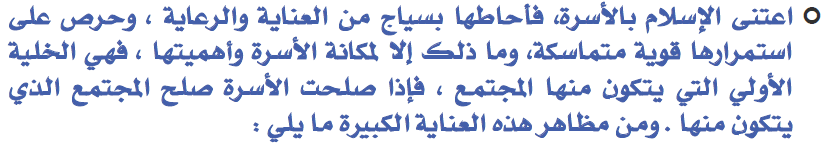 اعتنى الإسلام بالأسرة، فأحاطها بسياج من العناية والرعاية ، وحرص على
استمرارها قوية متماسكة، وما ذلك إلا لمكانة الأسرة وأهميتها ، فهي الخلية
الأولي التي يتكون منها المجتمع ، فإذا صلحت الأسرة صلح المجتمع الذي
يتكون منها . ومن مظاهر هذه العناية الكبيرة ما يلي :